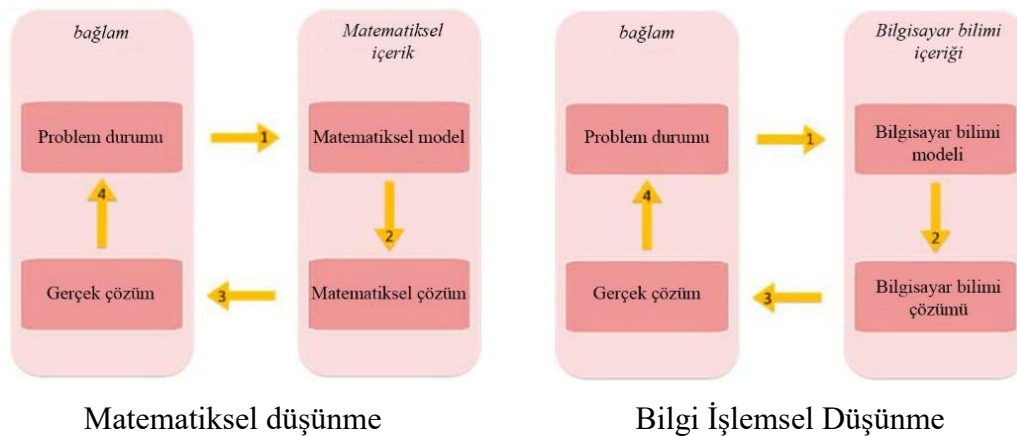 bağlam
Matematiksel
içerik
Problem durumu
1
Matematiksel model
4
2
Gerçek çözüm
3
Matematiksel çözüm
Matematiksel düşünme
bağlam
Bilgisayar bilimi
içeriği
Problem durumu
1
Bilgisayar bilimi
modeli
4
2
Gerçek çözüm
3
Bilgisayar bilimi
çözümü
Bilgi İşlemsel Düşünme